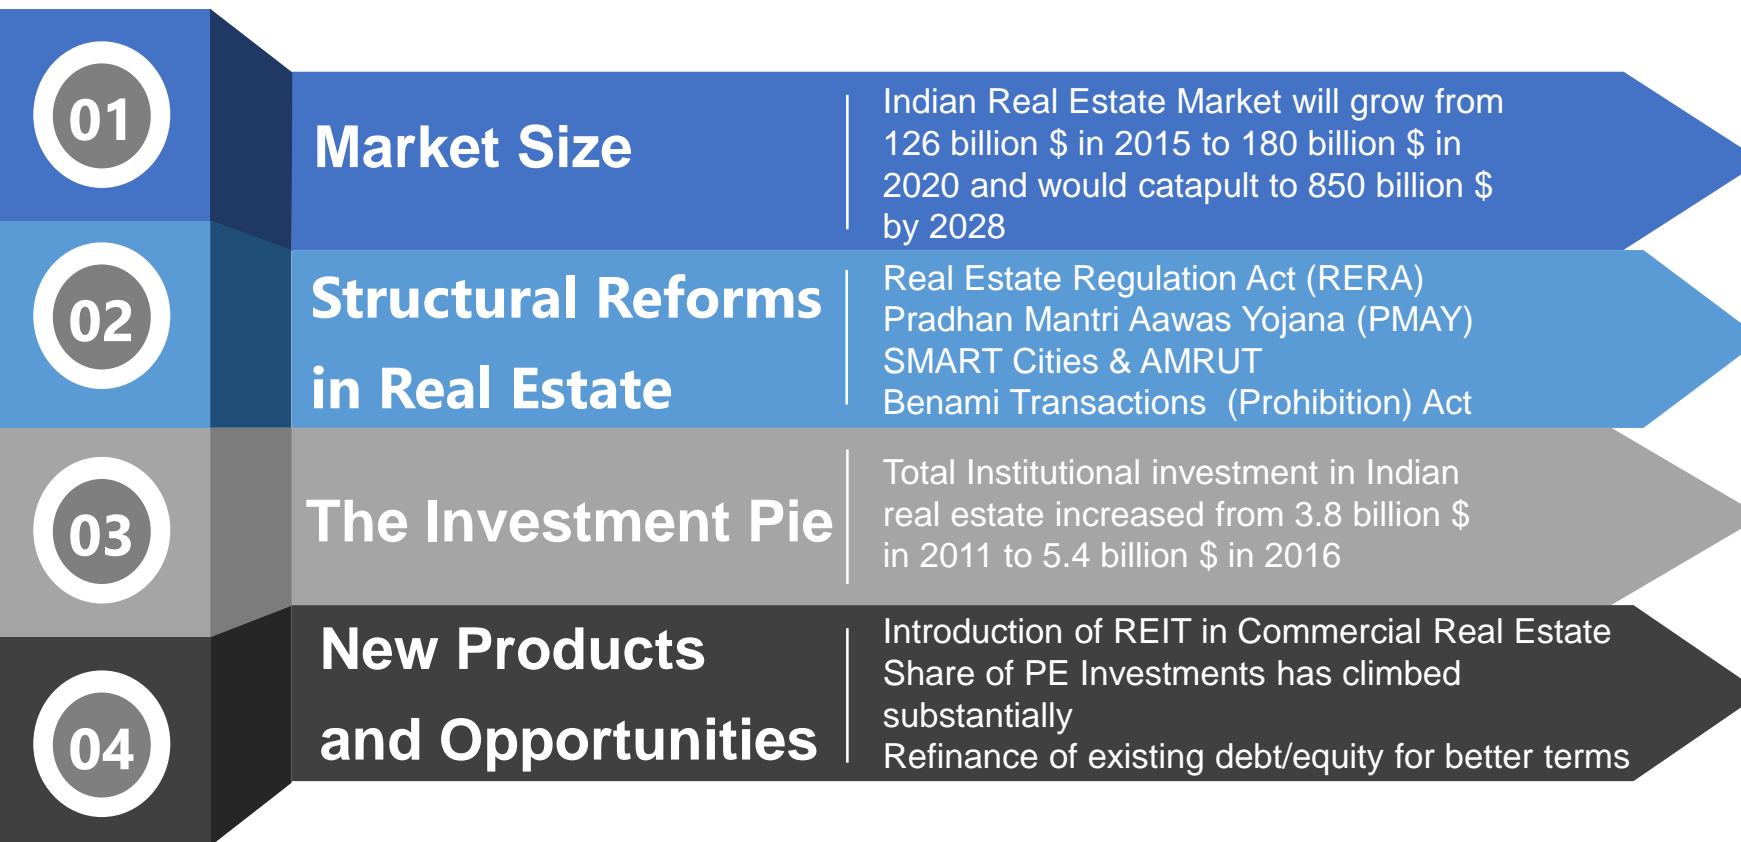 01
Market Size
Indian Real Estate Market will grow from
126 billion $ in 2015 to 180 billion $ in
2020 and would catapult to 850 billion $
by 2028
02
Structural Reforms
in Real Estate
Real Estate Regulation Act (RERA)
Pradhan Mantri Aawas Yojana (PMAY)
SMART Cities & AMRUT
Benami Transactions  (Prohibition) Act
03
The Investment Pie
Total Institutional investment in Indian
real estate increased from 3.8 billion $
in 2011 to 5.4 billion $ in 2016
04
New Products
and Opportunities
Introduction of REIT in Commercial Real Estate
Share of PE Investments has climbed
substantially
Refinance of existing debt/equity for better terms